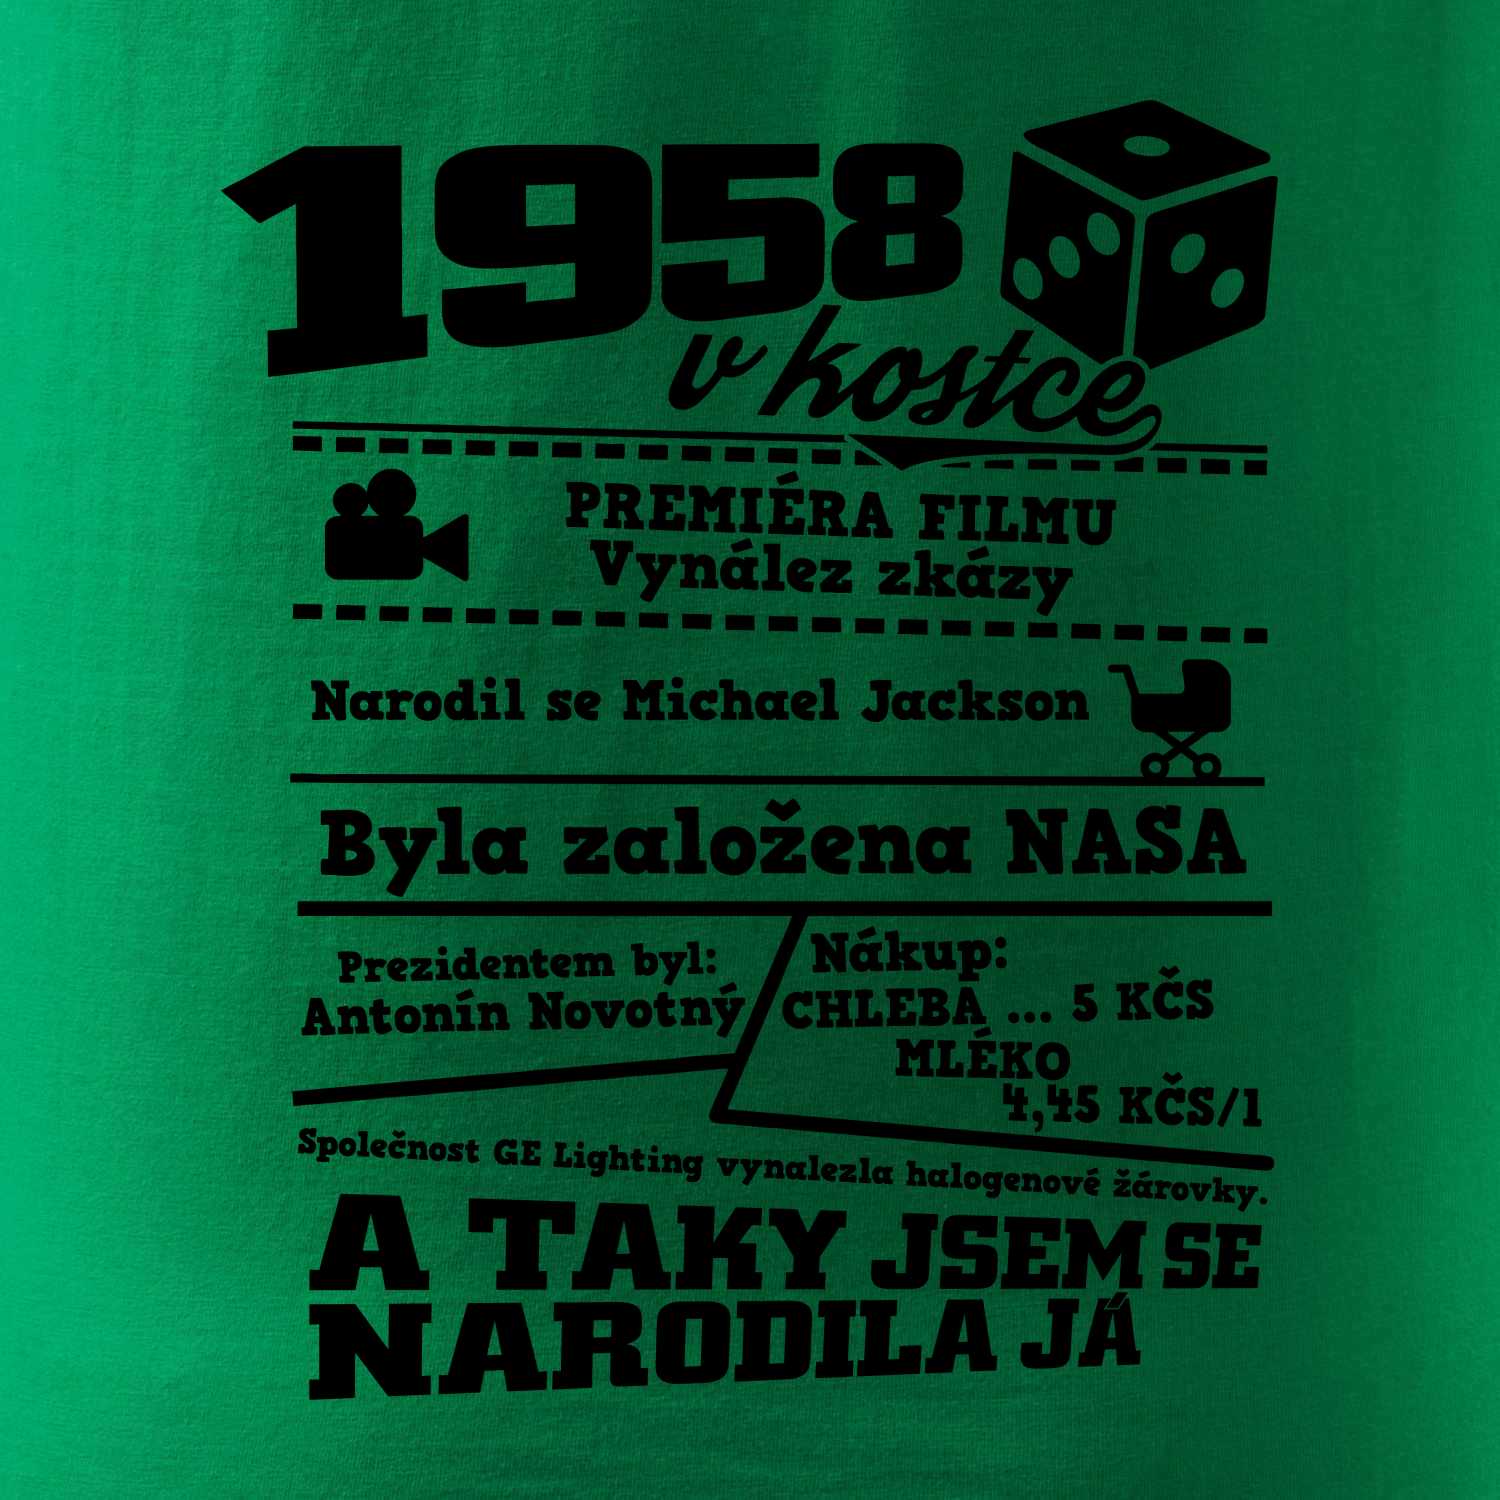 1958
v kostce
PREMIÉRA FILMU
Vynález zkázy
Narodil se Michael Jackson
Byla založena NASA
Prezidentem byl:
Antonín Novotný
Nákup:
CHLEBA ... 5 KČS
MLÉKO
4,45 KČS/l
Společnost GE Lighting vynalezla halogenové žárovky.
A TAKY JSEM SE
NARODILA JÁ